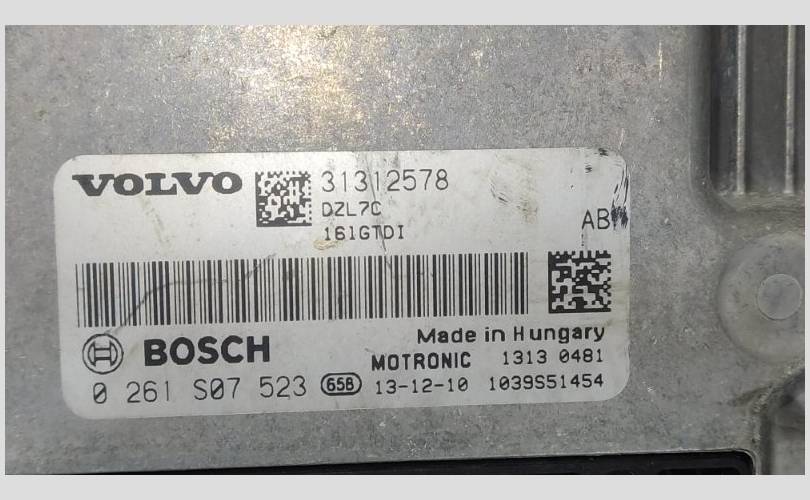 VOLVO 31312578
DZL7C
161GTDI
AB
Made in Hungary
BOSCH
MOTRONIC 1313 0481
0 261 S07 523 658 13-12-10 1039S51454